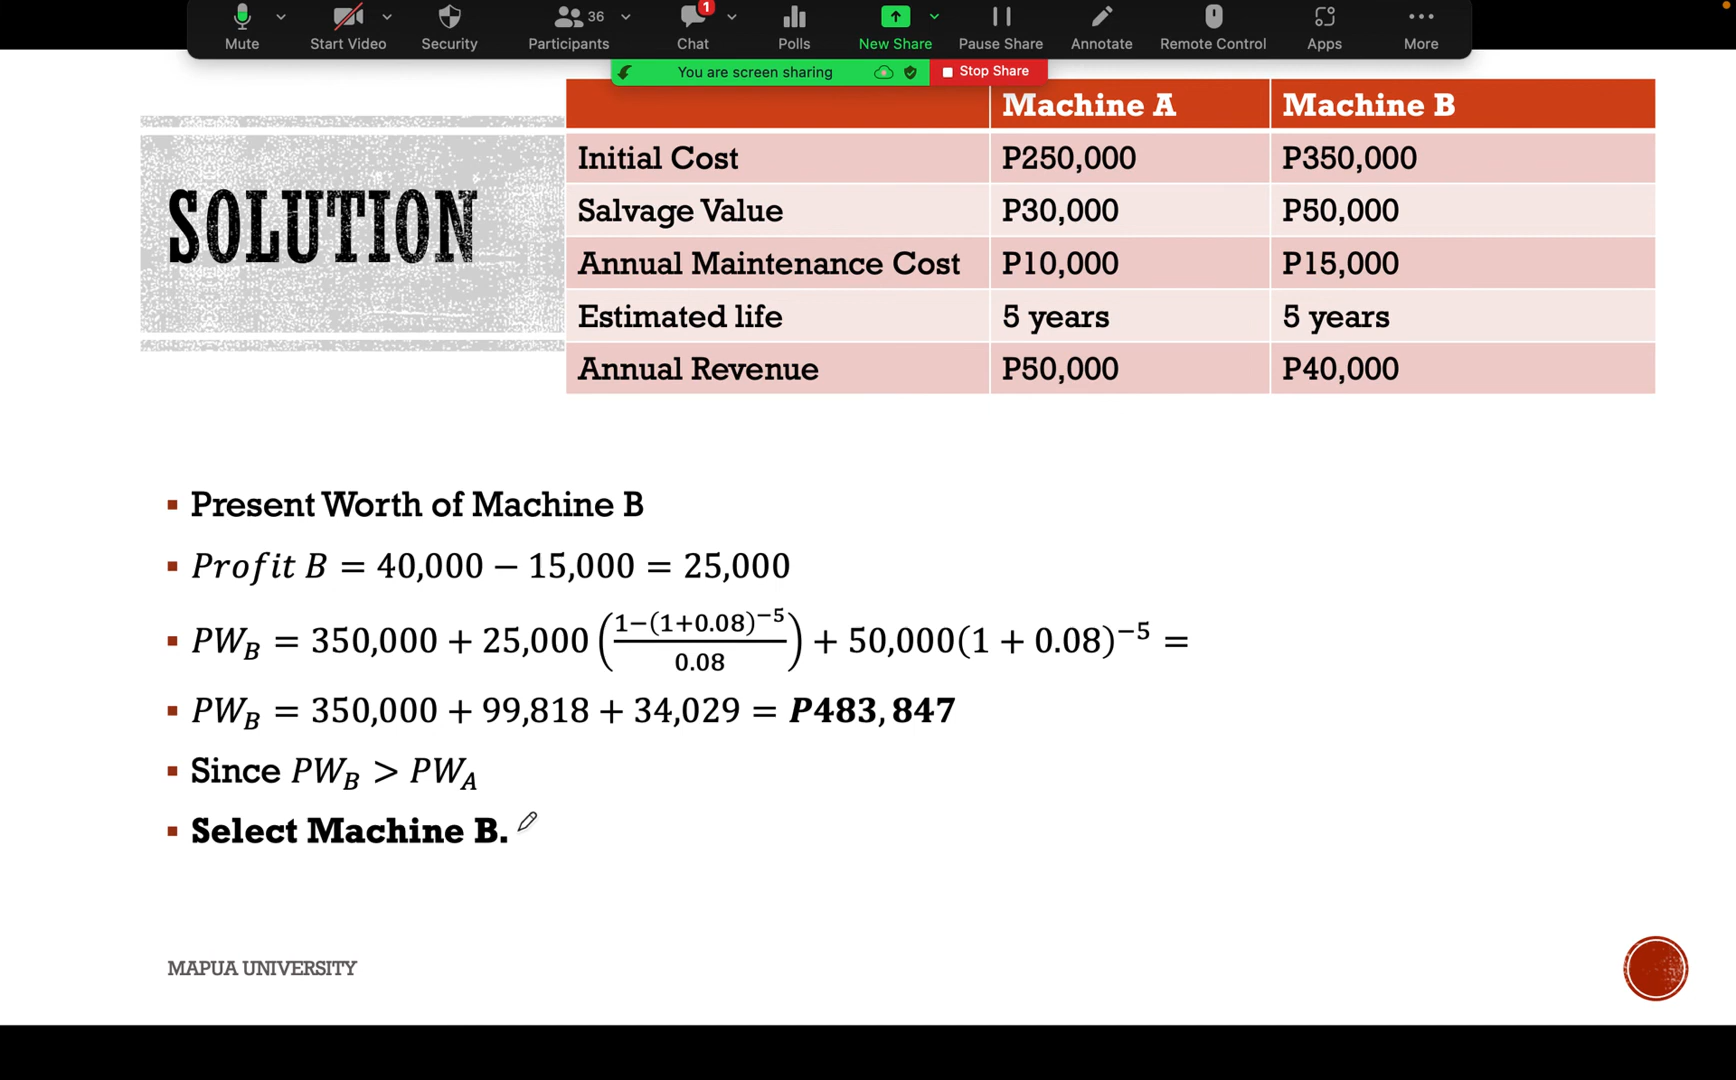 Mute
Start Video
Security
36
Participants
1
Chat
Polls
New Share
Pause Share
Annotate
Remote Control
Apps
More
You are screen sharing
Stop Share
SOLUTION
Machine A Machine B
Initial Cost P250,000 P350,000
Salvage Value P30,000 P50,000
Annual Maintenance Cost P10,000 P15,000
Estimated life 5 years 5 years
Annual Revenue P50,000 P40,000
▪ Present Worth of Machine B
▪ Profit B = 40,000 − 15,000 = 25,000
▪ PW_B = 350,000 + 25,000 ((1−(1+0.08)^−5)/0.08) + 50,000(1 + 0.08)^−5 =
▪ PW_B = 350,000 + 99,818 + 34,029 = P483,847
▪ Since PW_B > PW_A
▪ Select Machine B.
MAPUA UNIVERSITY